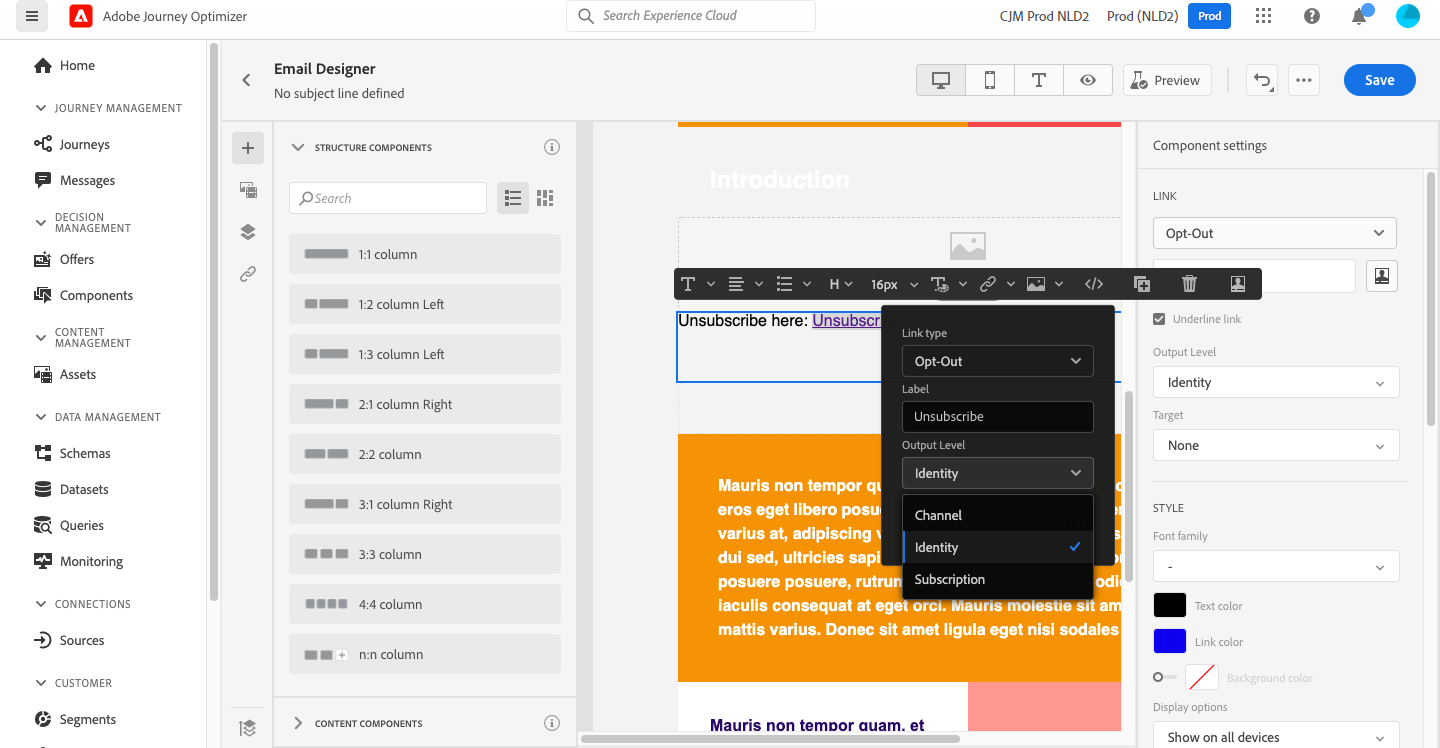 Adobe Journey Optimizer
Search Experience Cloud
CJM Prod NLD2
Prod (NLD2)
Prod
Home
JOURNEY MANAGEMENT
Journeys
Messages
DECISION
MANAGEMENT
Offers
Components
CONTENT
MANAGEMENT
Assets
DATA MANAGEMENT
Schemas
Datasets
Queries
Monitoring
CONNECTIONS
Sources
CUSTOMER
Segments
Email Designer
No subject line defined
Preview
Save
STRUCTURE COMPONENTS
Search
1:1 column
1:2 column Left
1:3 column Left
2:1 column Right
2:2 column
3:1 column Right
3:3 column
4:4 column
n:n column
CONTENT COMPONENTS
Introduction
H
16px
Unsubscribe here: Unsubscr
Link type
Opt-Out
Label
Unsubscribe
Output Level
Identity
Channel
Identity
Subscription
Mauris non tempor qu
eros eget libero posu
varius at, adipiscing
dui sed, ultricies sapi
posuere posuere, rutrum odio
iaculis consequat at eget orci. Mauris molestie sit am
mattis varius. Donec sit amet ligula eget nisi sodales
Mauris non tempor quam, et
Component settings
LINK
Opt-Out
Underline link
Output Level
Identity
Target
None
STYLE
Font family
-
Text color
Link color
Background color
Display options
Show on all devices